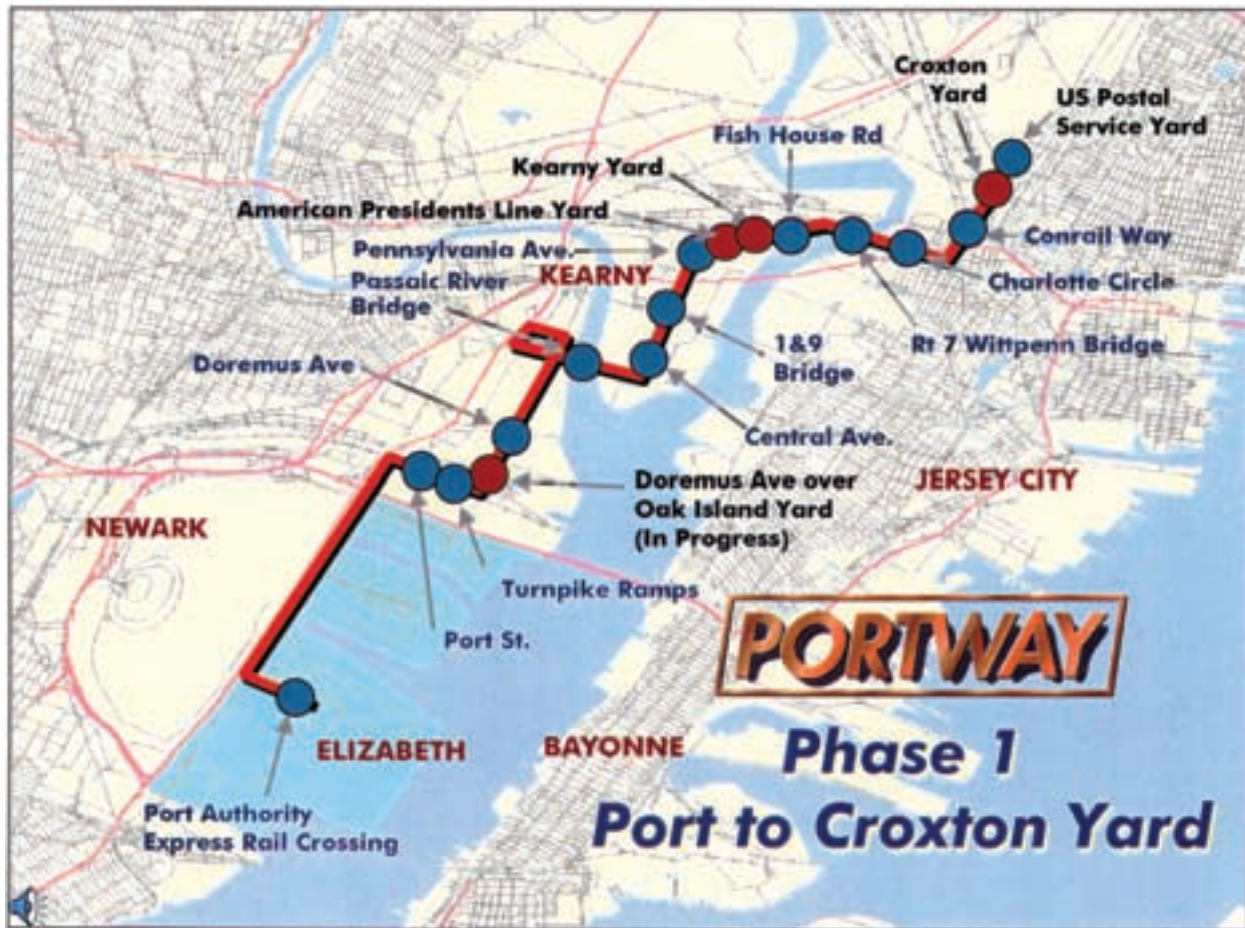 Croxton
Yard
US Postal
Service Yard
Fish House Rd
Kearny Yard
American Presidents Line Yard
Pennsylvania Ave.
KEARNY
Passaic River
Bridge
Conrail Way
Charlotte Circle
1&9
Bridge
Rt 7 Wittpenn Bridge
Doremus Ave
Central Ave.
Doremus Ave over
Oak Island Yard
(In Progress)
JERSEY CITY
NEWARK
Turnpike Ramps
Port St.
PORTWAY
ELIZABETH
BAYONNE
Phase 1
Port to Croxton Yard
Port Authority
Express Rail Crossing